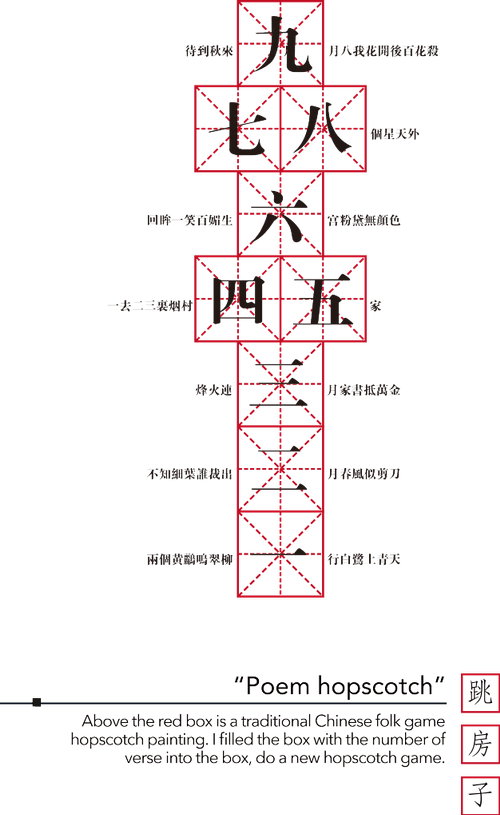 待到秋來 九 月八我花開後百花殺
七 八 個星天外
回眸一笑百媚生 六 宮粉黛無顏色
一去二三裏烟村 四 五 家
烽火連 三 月家書抵萬金
不知細葉誰裁出 二 月春風似剪刀
兩個黃鸝鳴翠柳 一 行白鷺上青天
“Poem hopscotch“
Above the red box is a traditional Chinese folk game
hopscotch painting. I filled the box with the number of
verse into the box, do a new hopscotch game.
跳
房
子